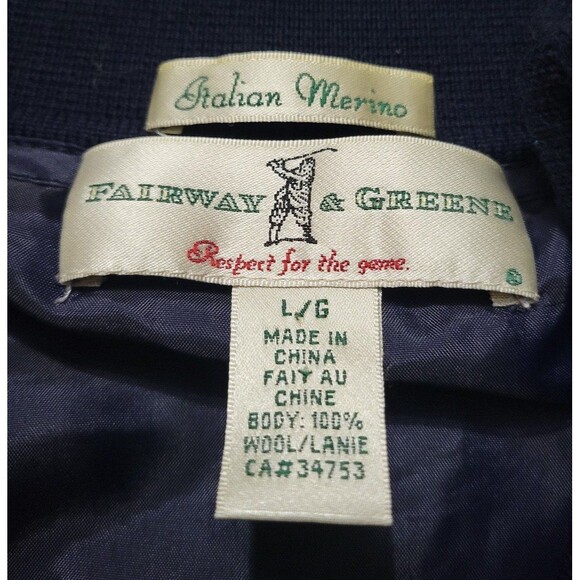 Italian Merino
FAIRWAY & GREENE
Respect for the game.
®
L/G
MADE IN
CHINA
FAIT AU
CHINE
BODY: 100%
WOOL/LANIE
CA#34753